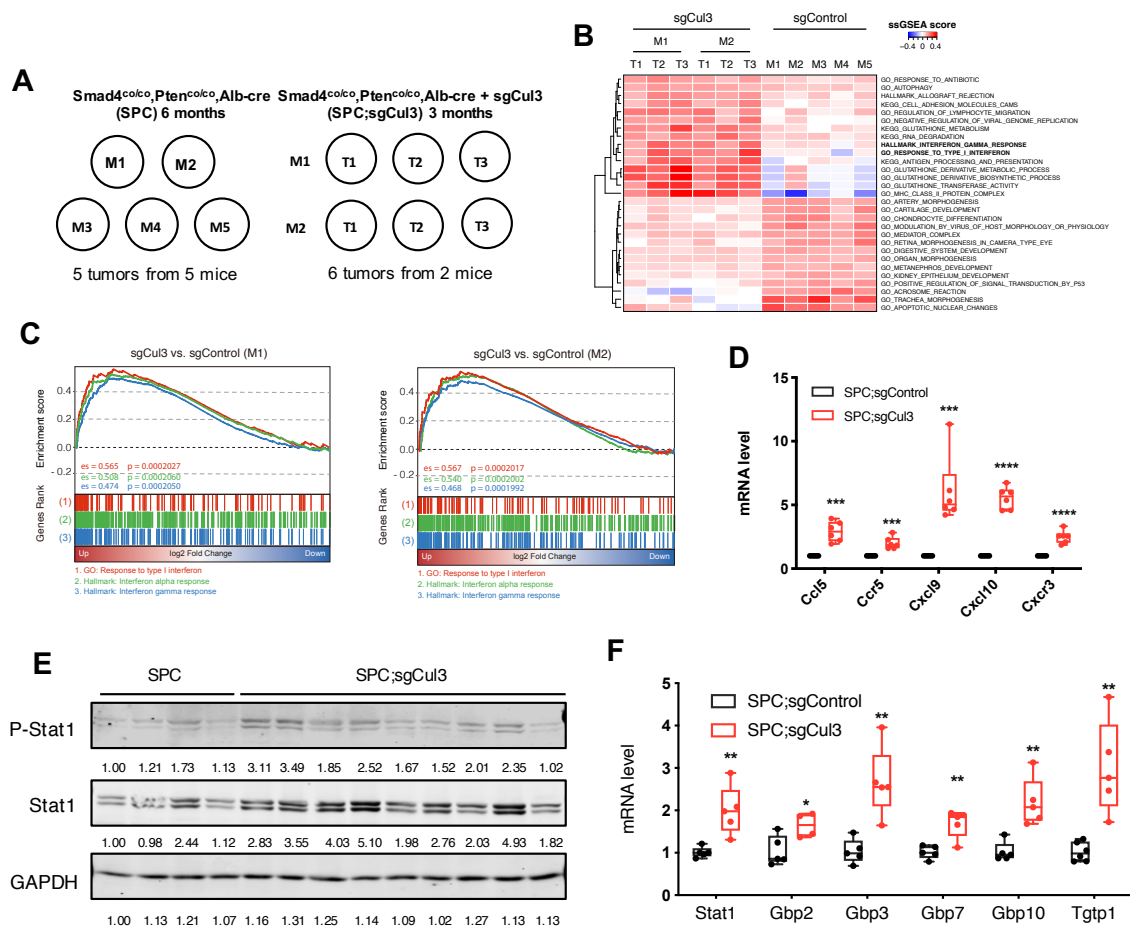 A
Smad4co/co,Ptenco/co,Alb-cre
(SPC) 6 months
Smad4co/co,Ptenco/co,Alb-cre + sgCul3
(SPC;sgCul3) 3 months
M1 M2
M3 M4 M5
5 tumors from 5 mice
M1 T1 T2 T3
M2 T1 T2 T3
6 tumors from 2 mice
B
sgCul3 sgControl
M1 M2
T1 T2 T3 T1 T2 T3 M1 M2 M3 M4 M5
ssGSEA score
−0.4 0.4
GO_RESPONSE_TO_ANTIBIOTIC
GO_AUTOPHAGY
HALLMARK_ALLOGRAFT_REJECTION
KEGG_CELL_ADHESION_MOLECULES_CAMS
GO_REGULATION_OF_LYMPHOCYTE_MIGRATION
GO_NEGATIVE_REGULATION_OF_VIRAL_GENOME_REPLICATION
KEGG_GLUTATHIONE_METABOLISM
KEGG_RNA_DEGRADATION
HALLMARK_INTERFERON_GAMMA_RESPONSE
GO_RESPONSE_TO_TYPE_I_INTERFERON
KEGG_ANTIGEN_PROCESSING_AND_PRESENTATION
GO_GLUTATHIONE_DERIVATIVE_METABOLIC_PROCESS
GO_GLUTATHIONE_DERIVATIVE_BIOSYNTHETIC_PROCESS
GO_GLUTATHIONE_TRANSFERASE_ACTIVITY
GO_MHC_CLASS_II_PROTEIN_COMPLEX
GO_ARTERY_MORPHOGENESIS
GO_CARTILAGE_DEVELOPMENT
GO_CHONDROCYTE_DIFFERENTIATION
GO_MODULATION_BY_VIRUS_OF_HOST_MORPHOLOGY_OR_PHYSIOLOGY
GO_MEDIATOR_COMPLEX
GO_RETINA_MORPHOGENESIS_IN_CAMERA_TYPE_EYE
GO_DIGESTIVE_SYSTEM_DEVELOPMENT
GO_ORGAN_MORPHOGENESIS
GO_METANEPHROS_DEVELOPMENT
GO_KIDNEY_EPITHELIUM_DEVELOPMENT
GO_POSITIVE_REGULATION_OF_SIGNAL_TRANSDUCTION_BY_P53
GO_ACROSOME_REACTION
GO_TRACHEA_MORPHOGENESIS
GO_APOPTOTIC_NUCLEAR_CHANGES
C
sgCul3 vs. sgControl (M1)
Enrichment score
0.4
0.2
0.0
- 0.2
es = 0.565 p = 0.0002027
es = 0.508 p = 0.0002060
es = 0.474 p = 0.0002050
Genes Rank
(1)
(2)
(3)
Up log2 Fold Change Down
1. GO: Response to type I interferon
2. Hallmark: Interferon alpha response
3. Hallmark: Interferon gamma response
sgCul3 vs. sgControl (M2)
Enrichment score
0.4
0.2
0.0
- 0.2
es = 0.567 p = 0.0002017
es = 0.540 p = 0.0002002
es = 0.468 p = 0.0001992
Genes Rank
(1)
(2)
(3)
Up log2 Fold Change Down
1. GO: Response to type I interferon
2. Hallmark: Interferon alpha response
3. Hallmark: Interferon gamma response
D
SPC;sgControl
SPC;sgCul3
mRNA level
15
10
5
0
*** *** *** **** ****
Ccl5 Ccr5 Cxcl9 Cxcl10 Cxcr3
E
SPC SPC;sgCul3
P-Stat1
1.00 1.21 1.73 1.13 3.11 3.49 1.85 2.52 1.67 1.52 2.01 2.35 1.02
Stat1
1.00 0.98 2.44 1.12 2.83 3.55 4.03 5.10 1.98 2.76 2.03 4.93 1.82
GAPDH
1.00 1.13 1.21 1.07 1.16 1.31 1.25 1.14 1.09 1.02 1.27 1.13 1.13
F
SPC;sgControl
SPC;sgCul3
mRNA level
5
4
3
2
1
0
** * ** ** ** **
Stat1 Gbp2 Gbp3 Gbp7 Gbp10 Tgtp1